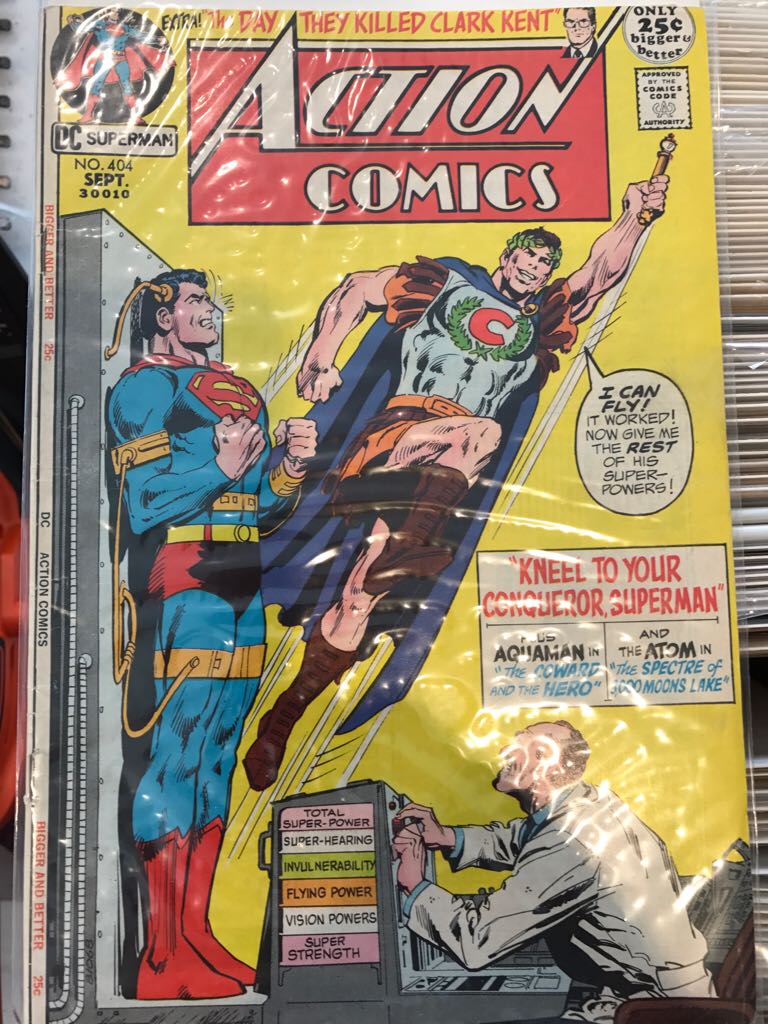 EXTRA! "THE DAY THEY KILLED CLARK KENT"
ONLY
25¢
bigger &
better
APPROVED
BY THE
COMICS
CODE
CA
AUTHORITY
DC SUPERMAN
NO. 404
SEPT.
30010
ACTION
COMICS
BIGGER AND BETTER 25¢ DC ACTION COMICS BIGGER AND BETTER 25¢
S
C
I CAN
FLY!
IT WORKED!
NOW GIVE ME
THE REST
OF HIS
SUPER-
POWERS!
"KNEEL TO YOUR
CONQUEROR, SUPERMAN"
PLUS
AQUAMAN IN
"THE COWARD
AND THE HERO"
AND
THE ATOM IN
"THE SPECTRE OF
3000 MOONS LAKE"
TOTAL
SUPER-POWER
SUPER-HEARING
INVULNERABILITY
FLYING POWER
VISION POWERS
SUPER
STRENGTH